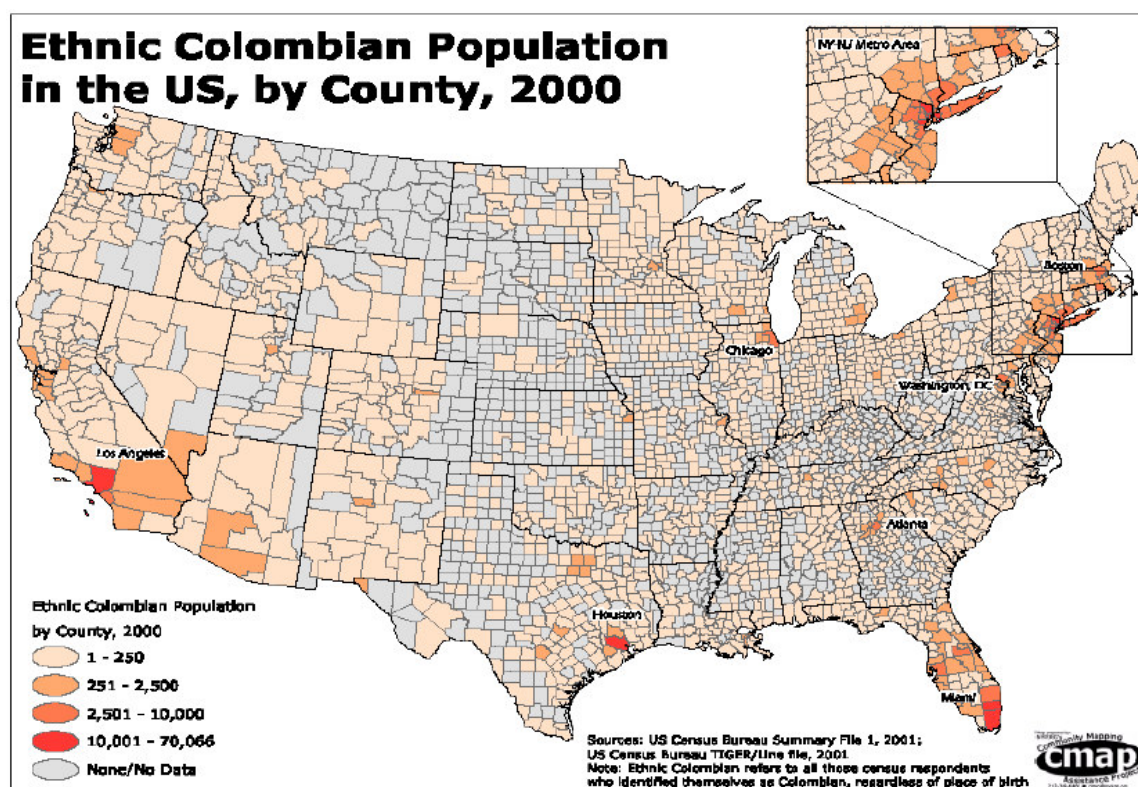 Ethnic Colombian Population
in the US, by County, 2000
NY-NJ Metro Area
Boston
Chicago
Washington, DC
Los Angeles
Atlanta
Houston
Miami
Ethnic Colombian Population
by County, 2000
1 - 250
251 - 2,500
2,501 - 10,000
10,001 - 70,066
None/No Data
Sources: US Census Bureau Summary File 1, 2001;
US Census Bureau TIGER/Line file, 2001
Note: Ethnic Colombian refers to all those census respondents
who identified themselves as Colombian, regardless of place of birth
Community Mapping
cmap
Assistance Project